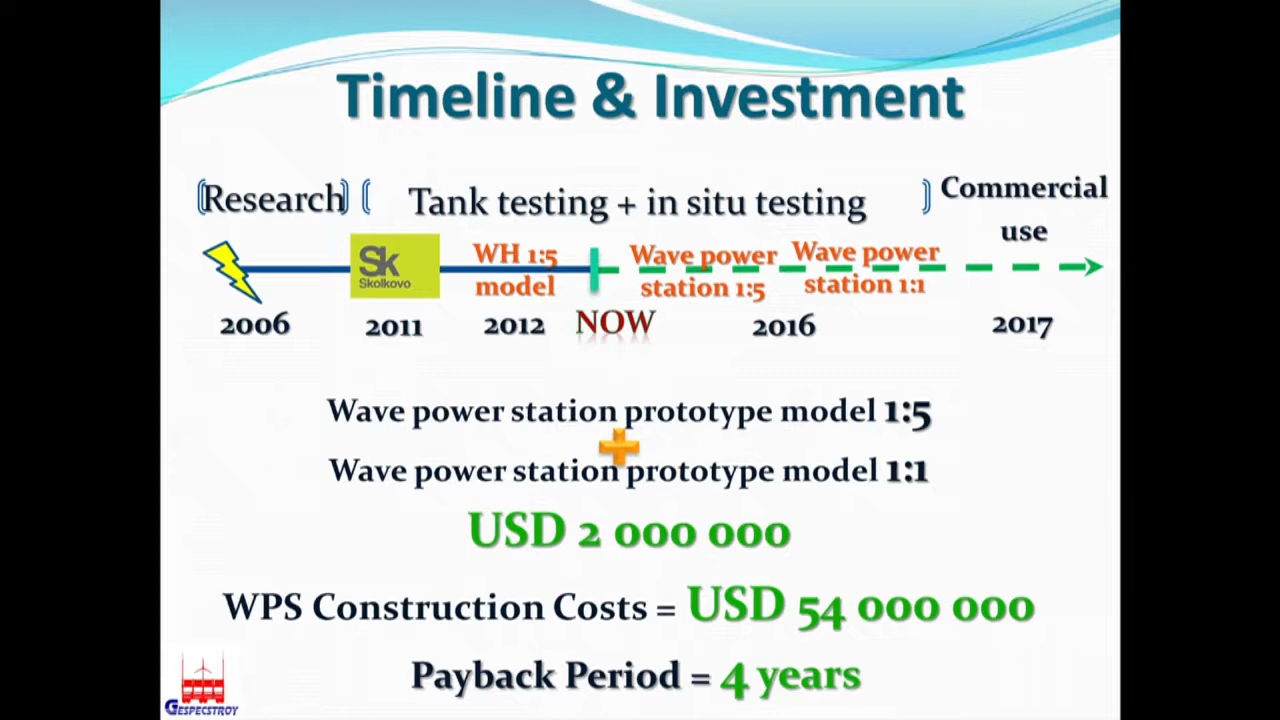 Timeline & Investment
Research
Tank testing + in situ testing
Commercial
use
Sk
Skolkovo
WH 1:5
model
Wave power
station 1:5
Wave power
station 1:1
2006
2011
2012
NOW
2016
2017
Wave power station prototype model 1:5
Wave power station prototype model 1:1
USD 2 000 000
WPS Construction Costs = USD 54 000 000
Payback Period = 4 years
GESPECSTROY